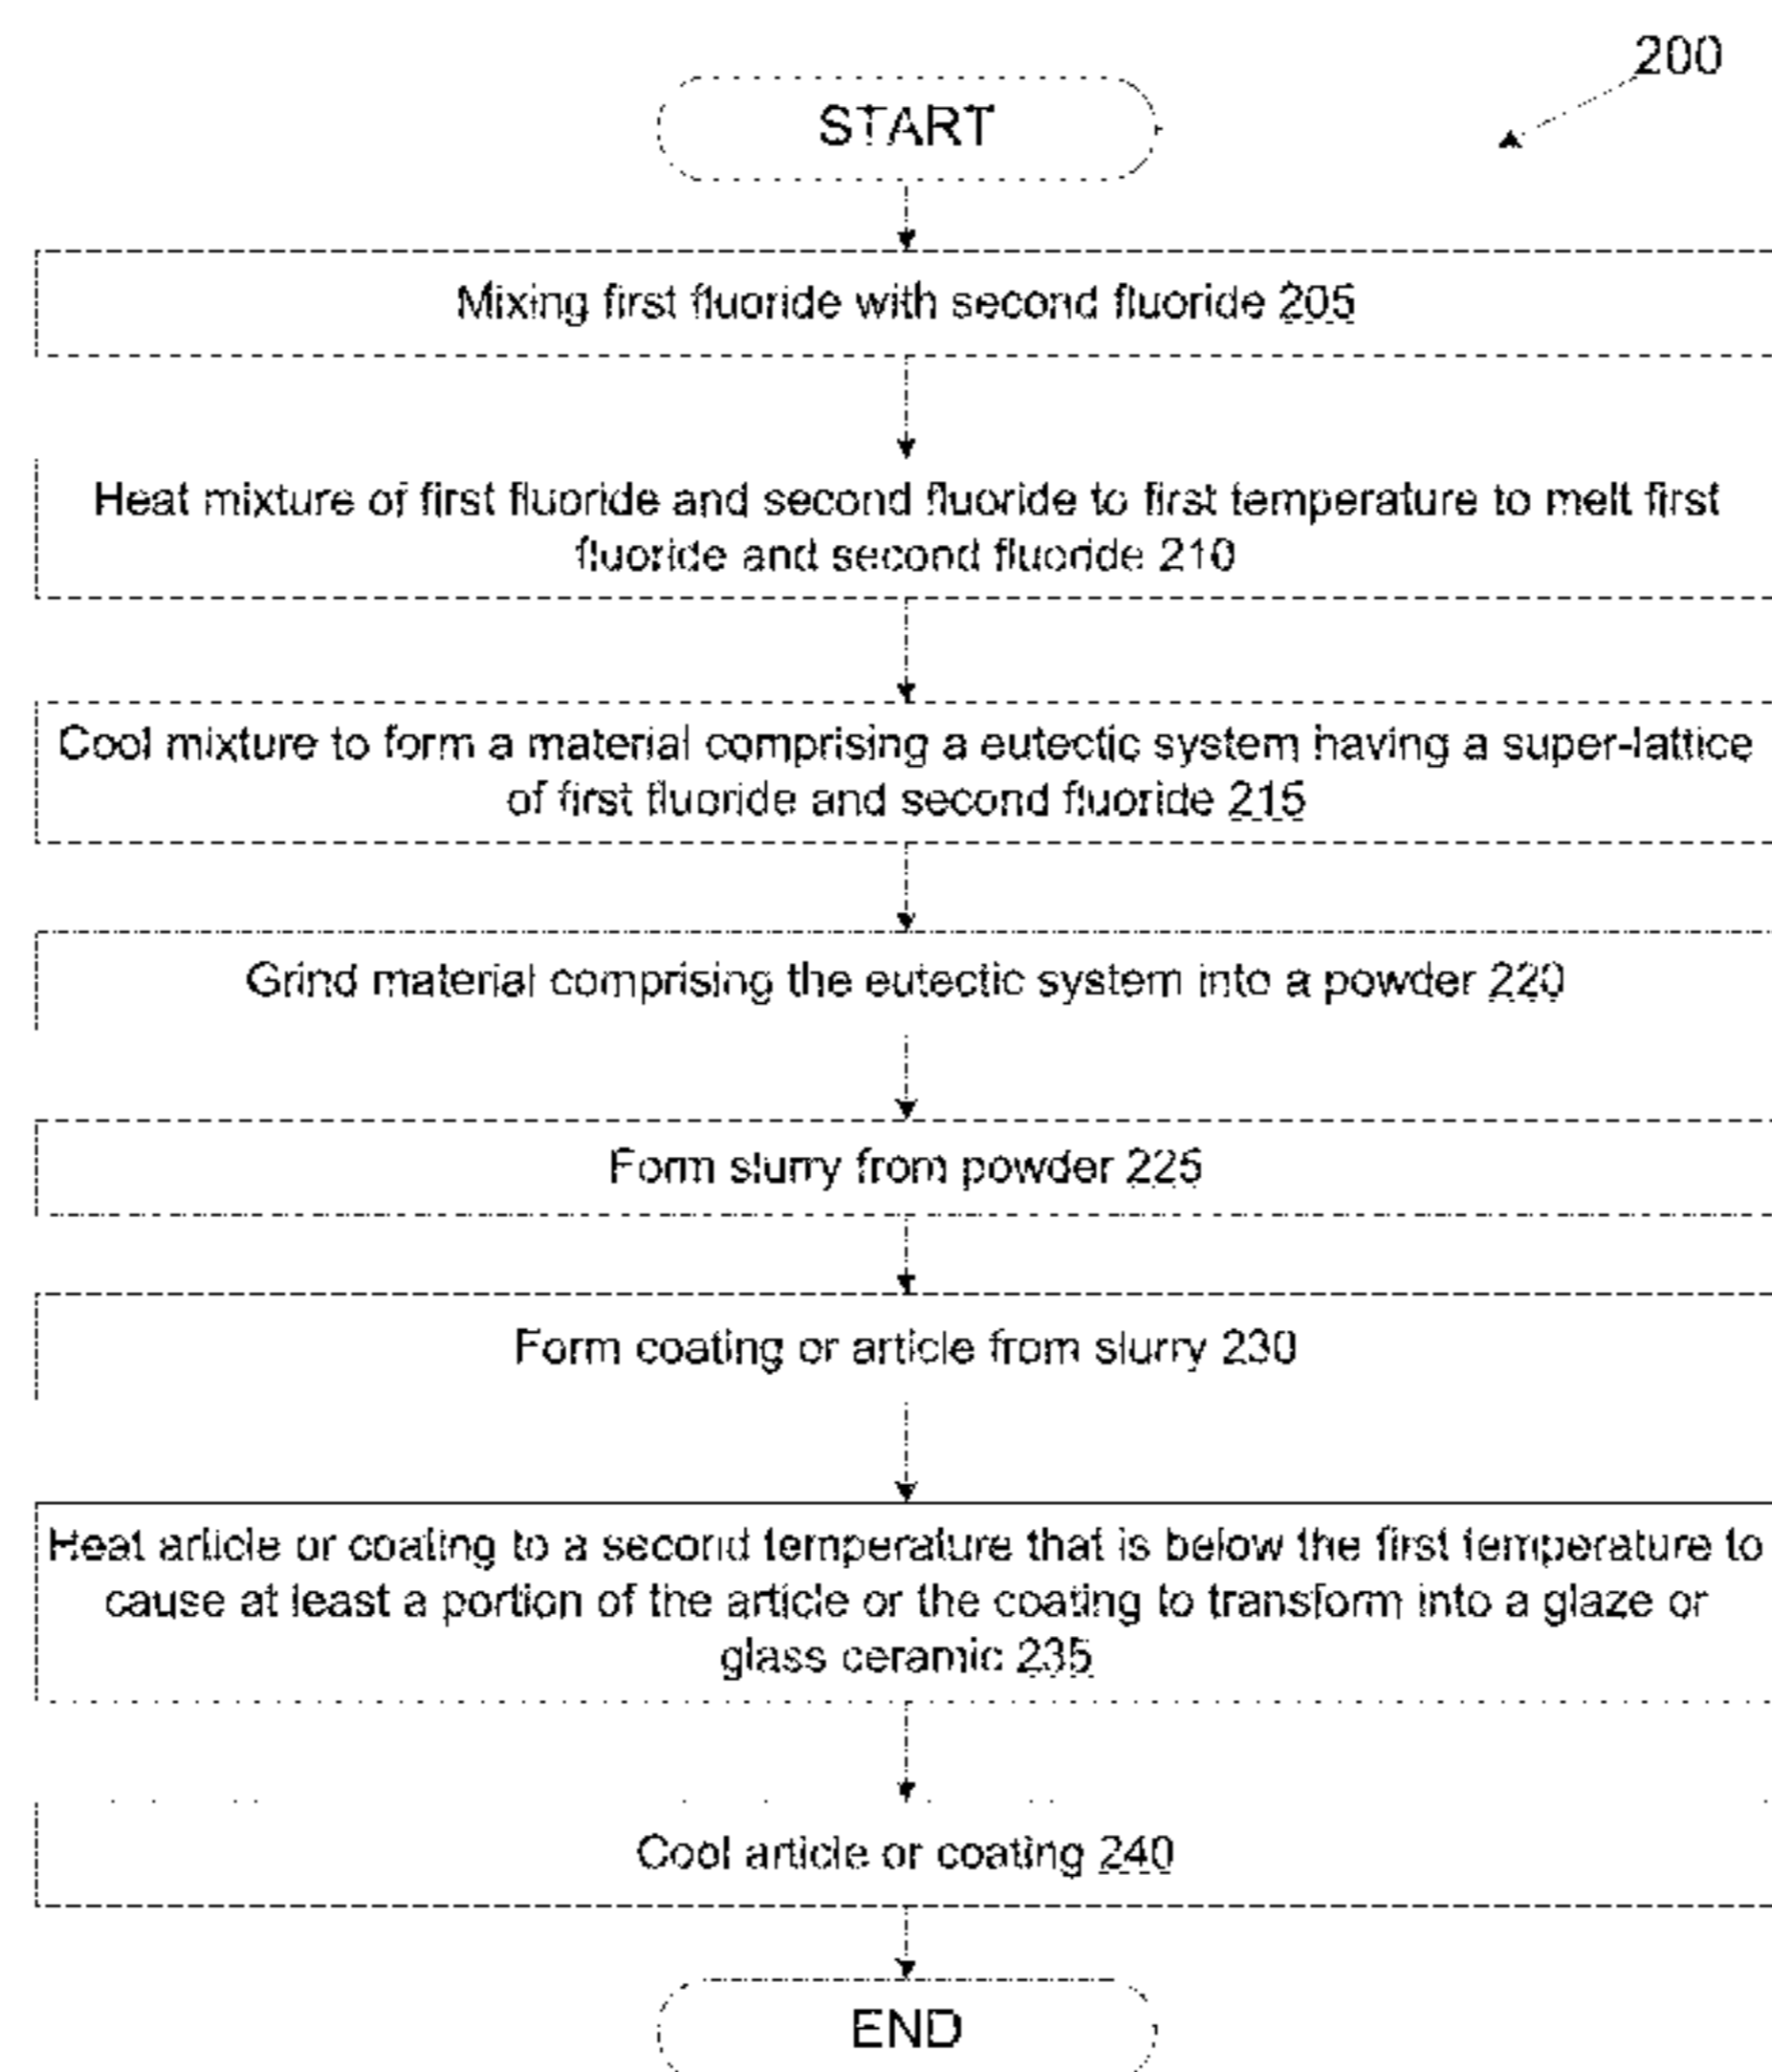 200
START
Mixing first fluoride with second fluoride 205
Heat mixture of first fluoride and second fluoride to first temperature to melt first
fluoride and second fluoride 210
Cool mixture to form a material comprising a eutectic system having a super-lattice
of first fluoride and second fluoride 215
Grind material comprising the eutectic system into a powder 220
Form slurry from powder 225
Form coating or article from slurry 230
Heat article or coating to a second temperature that is below the first temperature to
cause at least a portion of the article or the coating to transform into a glaze or
glass ceramic 235
Cool article or coating 240
END